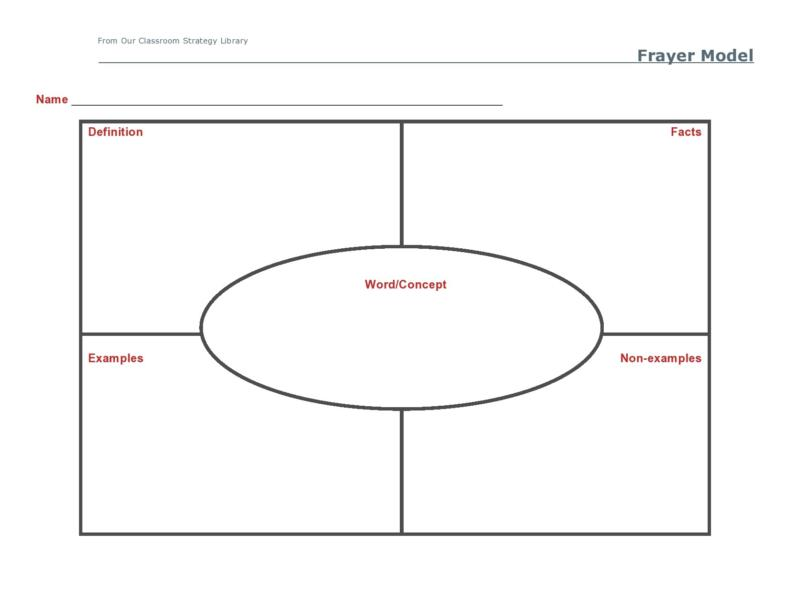 From Our Classroom Strategy Library
Frayer Model
Name
Definition
Facts
Word/Concept
Examples
Non-examples